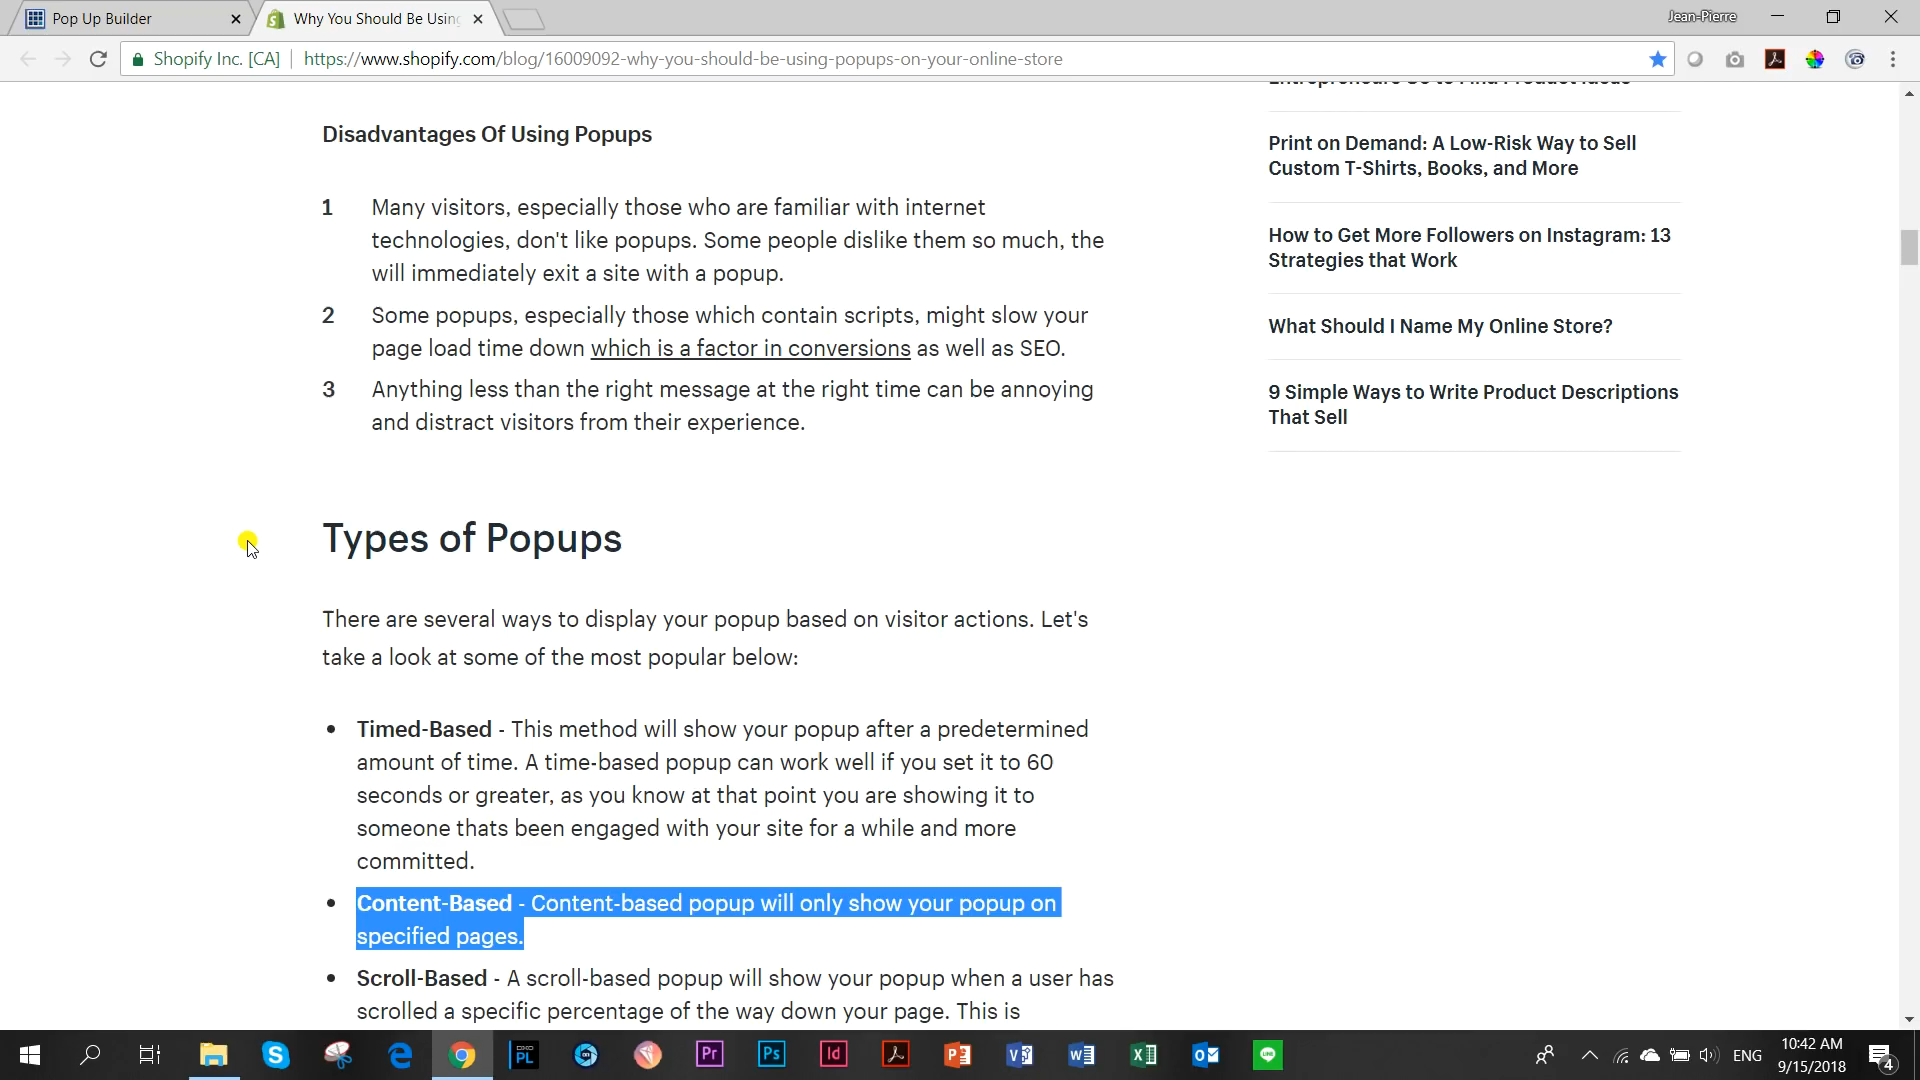 Pop Up Builder
Why You Should Be Using
Jean-Pierre
Shopify Inc. [CA]
https://www.shopify.com/blog/16009092-why-you-should-be-using-popups-on-your-online-store
Disadvantages Of Using Popups
1 Many visitors, especially those who are familiar with internet
technologies, don't like popups. Some people dislike them so much, the
will immediately exit a site with a popup.
2 Some popups, especially those which contain scripts, might slow your
page load time down which is a factor in conversions as well as SEO.
3 Anything less than the right message at the right time can be annoying
and distract visitors from their experience.
Types of Popups
There are several ways to display your popup based on visitor actions. Let's
take a look at some of the most popular below:
• Timed-Based - This method will show your popup after a predetermined
amount of time. A time-based popup can work well if you set it to 60
seconds or greater, as you know at that point you are showing it to
someone thats been engaged with your site for a while and more
committed.
• Content-Based - Content-based popup will only show your popup on
specified pages.
• Scroll-Based - A scroll-based popup will show your popup when a user has
scrolled a specific percentage of the way down your page. This is
Entrepreneurs Go to Find Product Ideas
Print on Demand: A Low-Risk Way to Sell
Custom T-Shirts, Books, and More
How to Get More Followers on Instagram: 13
Strategies that Work
What Should I Name My Online Store?
9 Simple Ways to Write Product Descriptions
That Sell
PL
Pr
Ps
Id
ENG
10:42 AM
9/15/2018
4